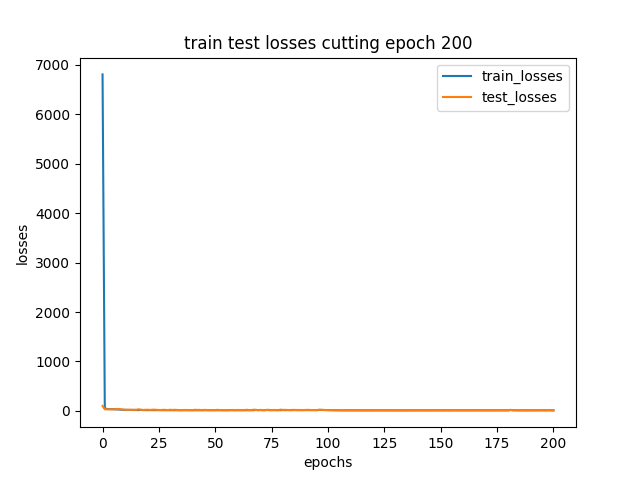 train test losses cutting epoch 200
train_losses
test_losses
7000
6000
5000
4000
3000
2000
1000
0
losses
0 25 50 75 100 125 150 175 200
epochs